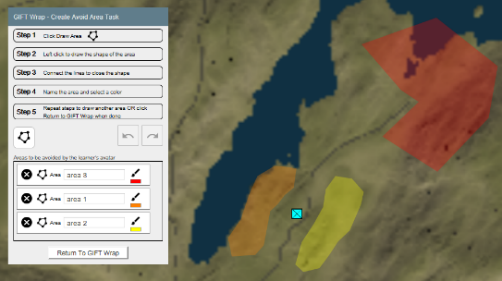 GIFT Wrap - Create Avoid Area Task
Step 1 Click Draw Area
Step 2 Left click to draw the shape of the area
Step 3 Connect the lines to close the shape
Step 4 Name the area and select a color
Step 5 Repeat steps to draw another area OR click
Return to GIFT Wrap when done
Areas to be avoided by the learner's avatar
Area area 8
Area area 1
Area area 2
Return To GIFT Wrap